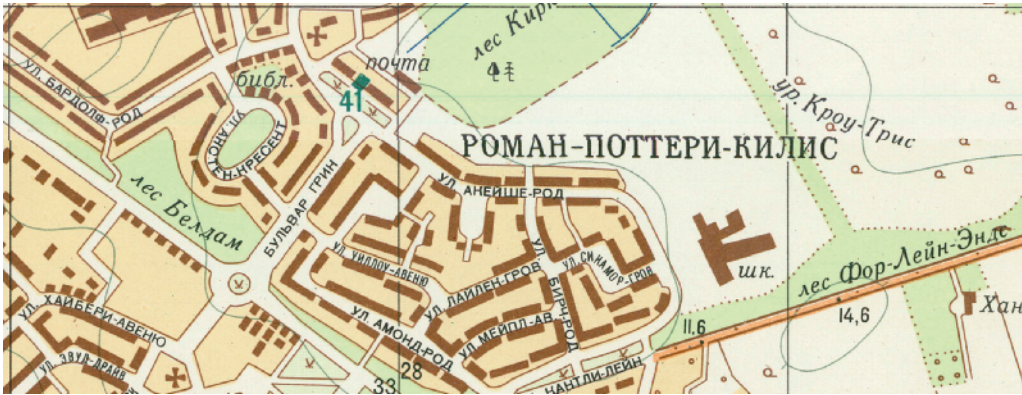 лес Кирк
почта
библ.
41
УЛ. БАРДОЛФ-РОД
УЛ. АНСТЕН-КРЕСЕНТ
ур. Кроу-Трис
РОМАН-ПОТТЕРИ-КИЛИС
лес Белдам
БУЛЬВАР ГРИН
УЛ. АНЕЙШЕ-РОД
УЛ. УИЛЛОУ-АВЕНЮ
УЛ. ЛАЙДЕН-ГРОВ
УЛ. БИРЧ-РОД
УЛ. СИКАМОР-ГРОВ
шк.
лес Фор-Лейн-Эндс
УЛ. ХАЙБЕРИ-АВЕНЮ
УЛ. АМОНД-РОД
УЛ. МЕЙПЛ-АВ.
11,6
14,6
Хан
УЛ. ЭВУД-ДРАЙВ
28
33
КАНТЛИ-ЛЕЙН